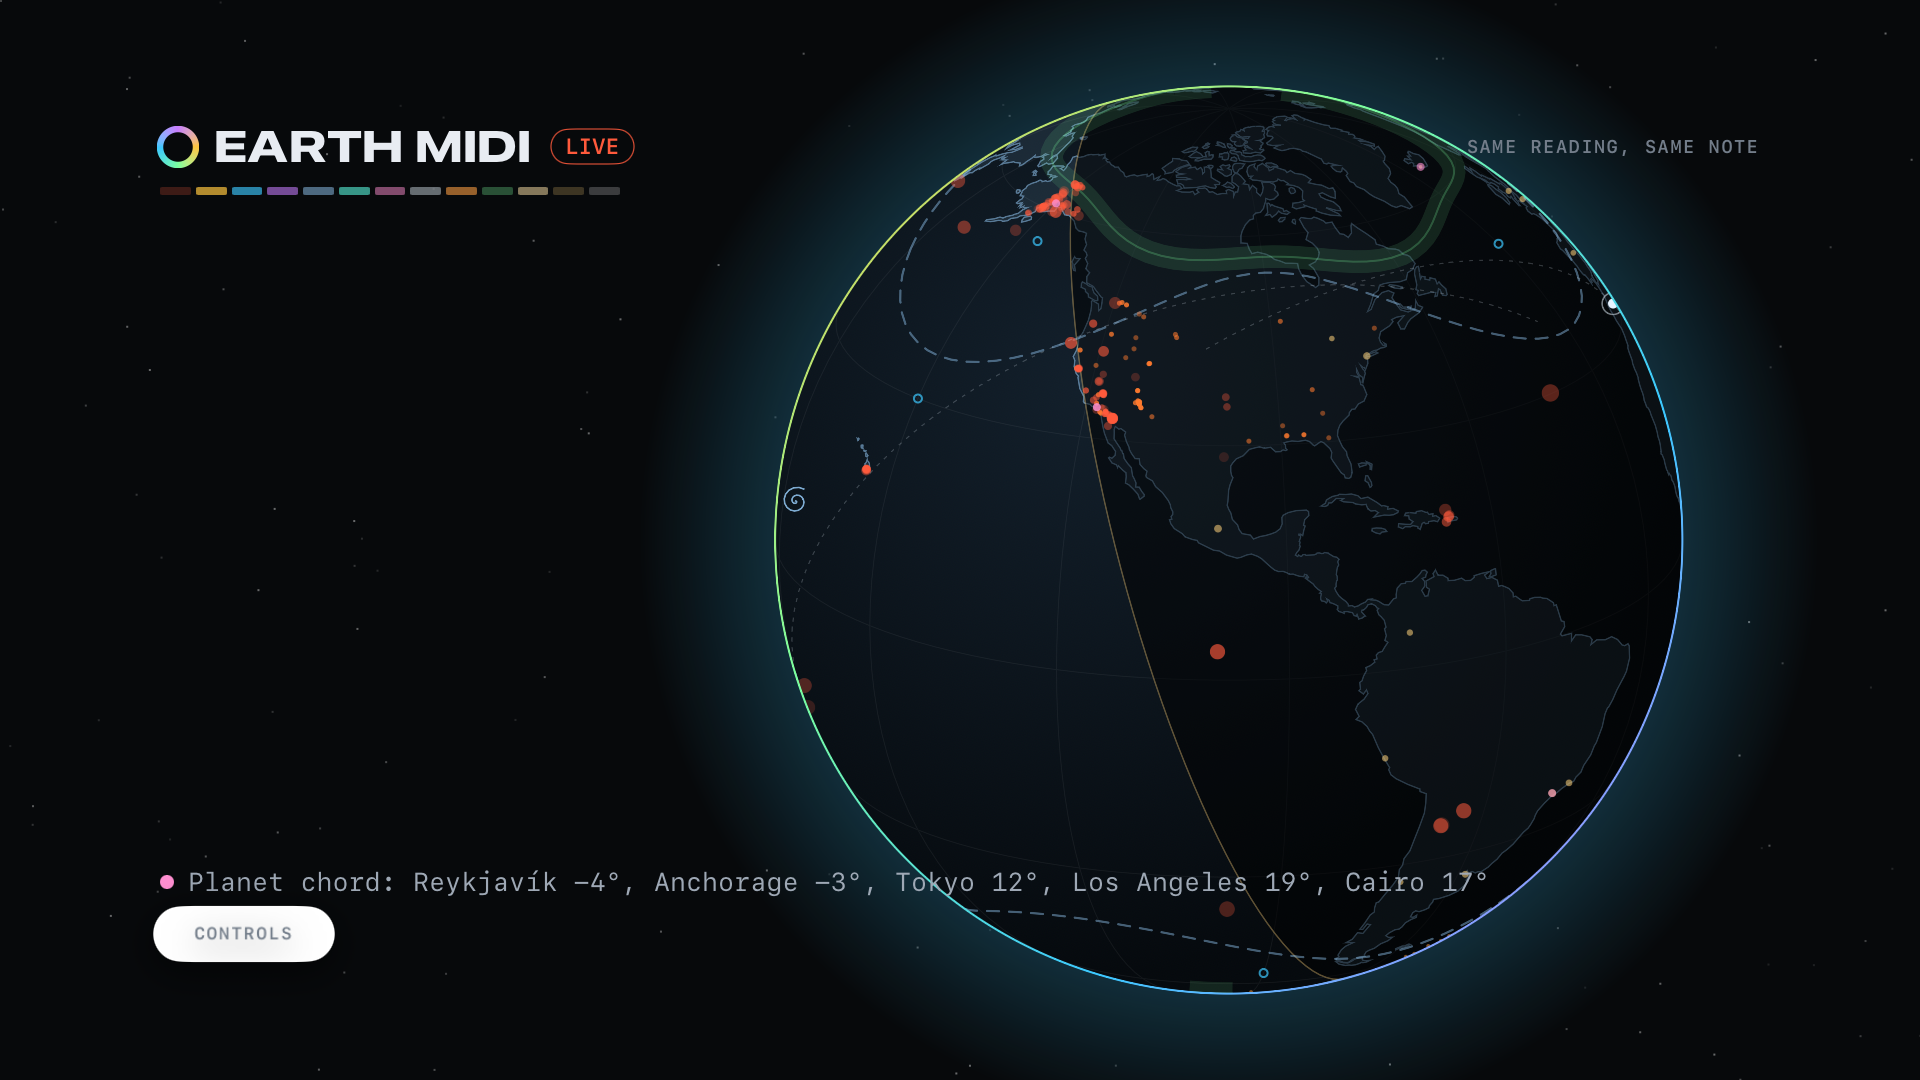 EARTH MIDI LIVE
SAME READING, SAME NOTE
Planet chord: Reykjavík −4°, Anchorage −3°, Tokyo 12°, Los Angeles 19°, Cairo 17°
CONTROLS